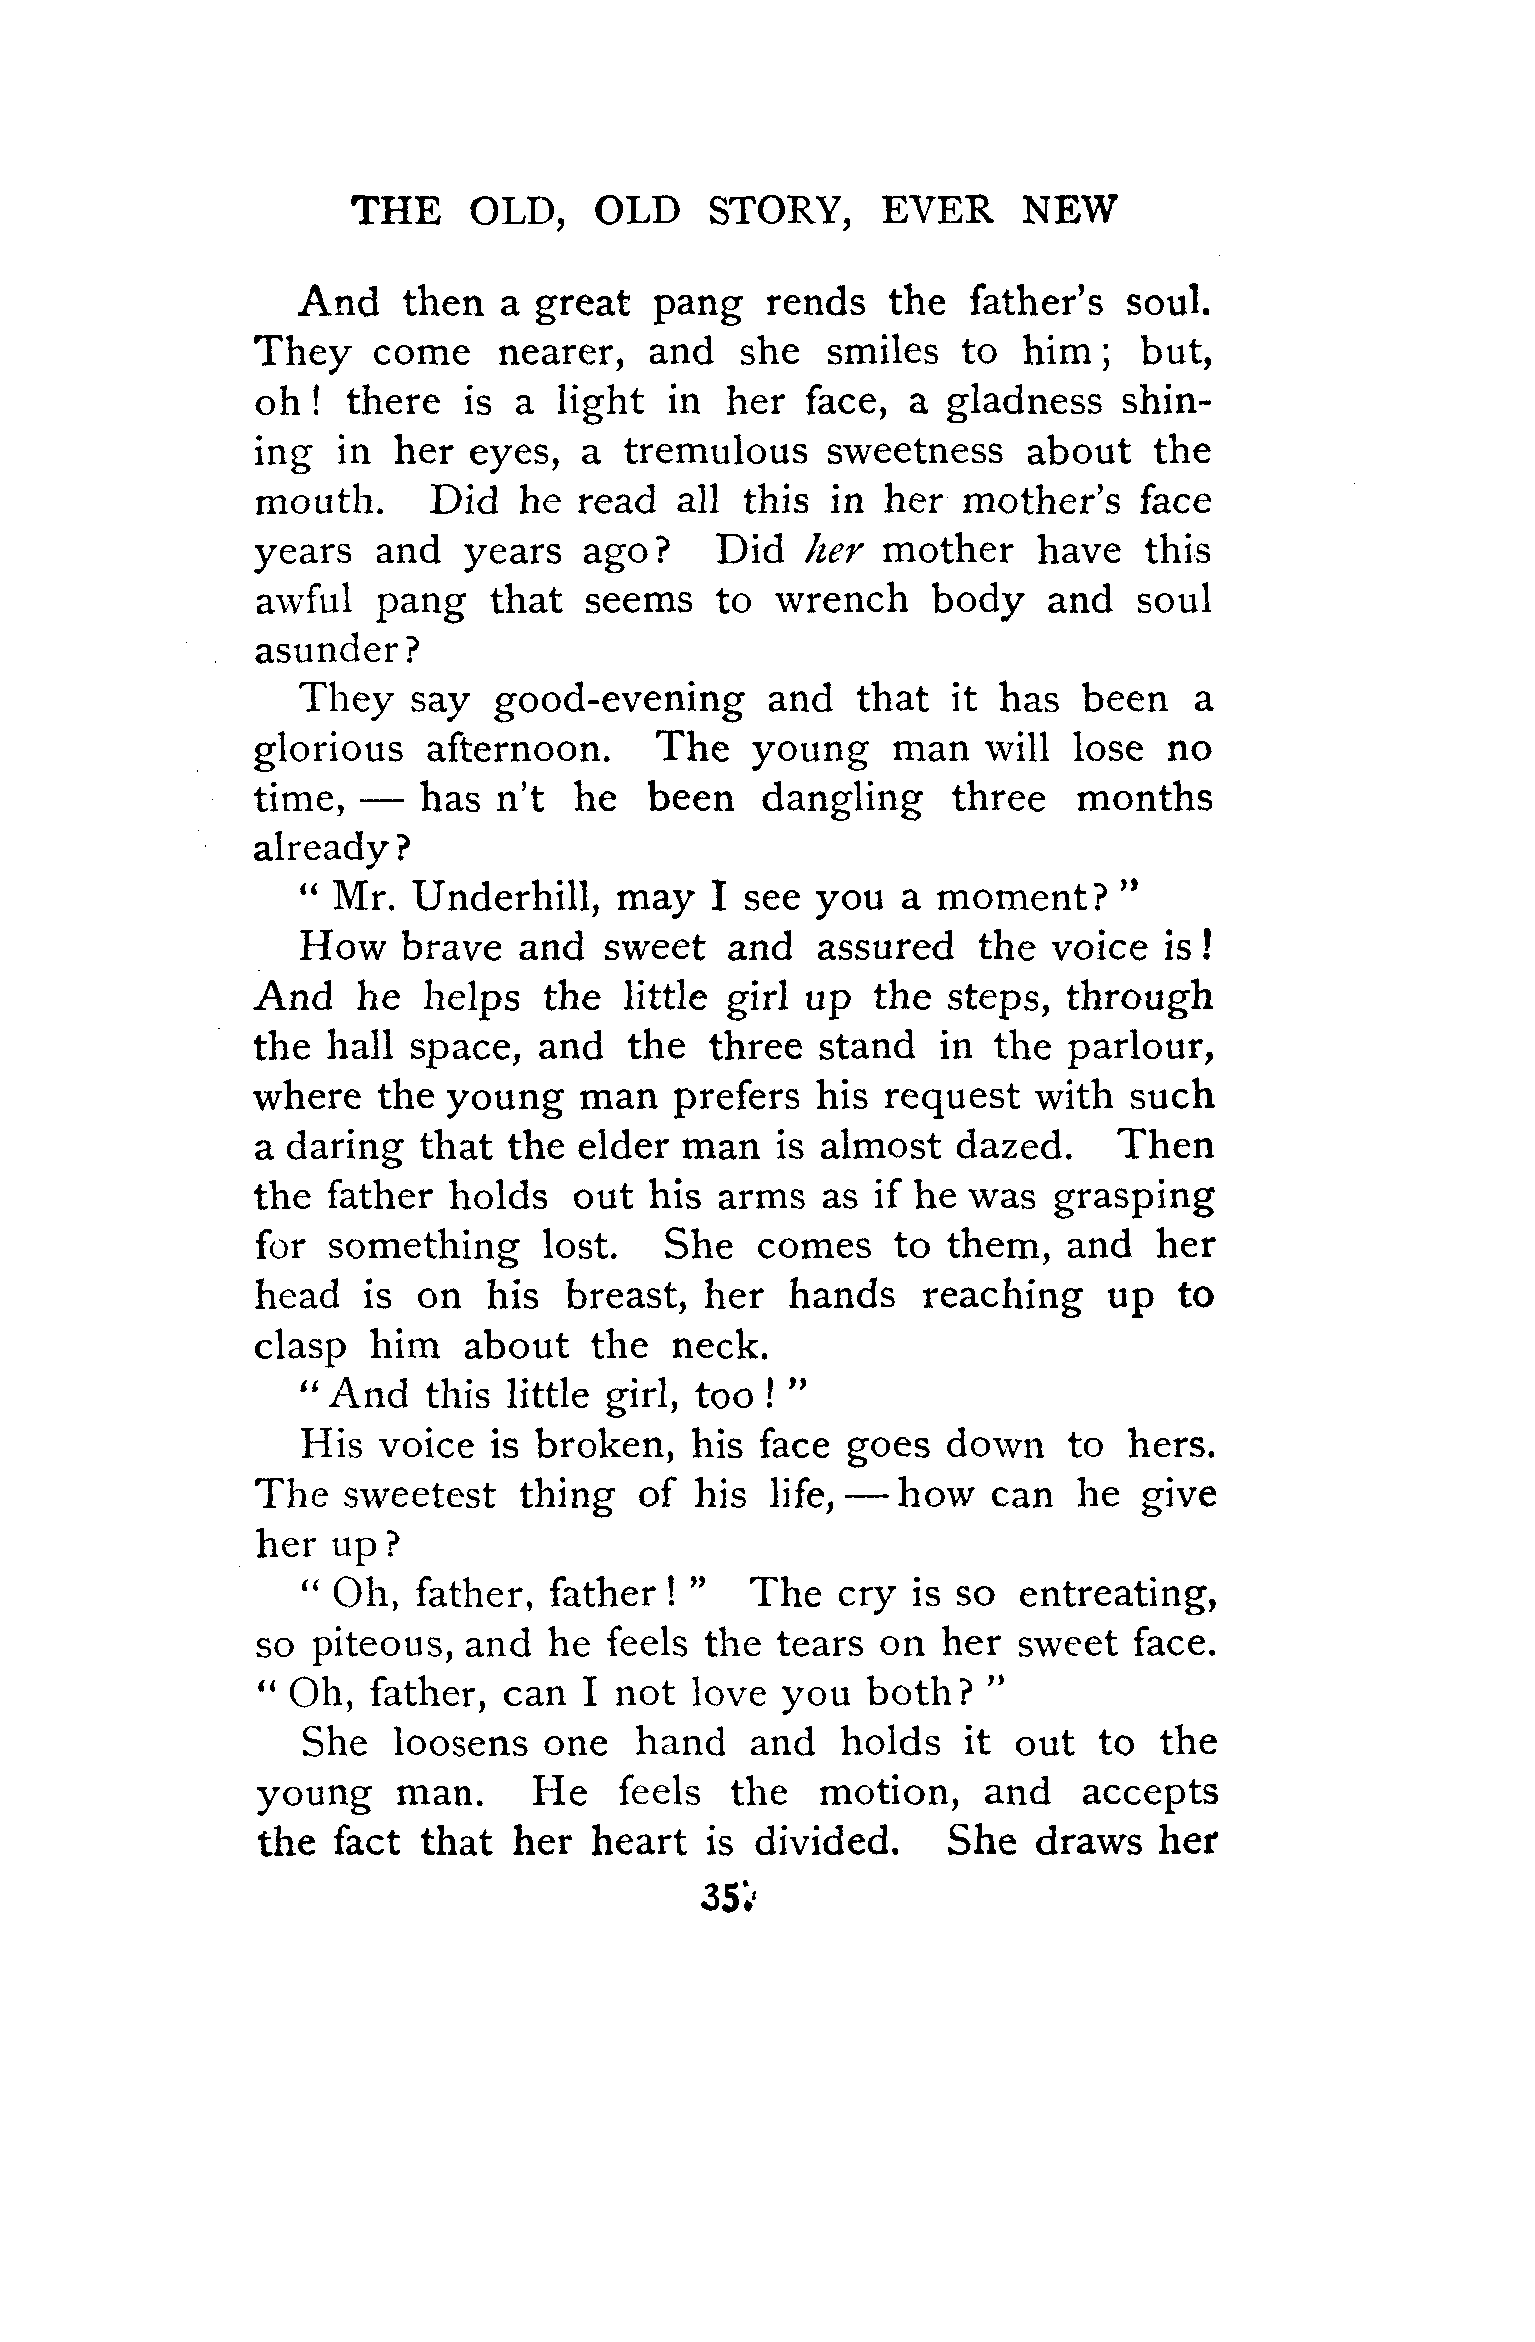 THE OLD, OLD STORY, EVER NEW
And then a great pang rends the father's soul.
They come nearer, and she smiles to him; but,
oh! there is a light in her face, a gladness shin-
ing in her eyes, a tremulous sweetness about the
mouth. Did he read all this in her mother's face
years and years ago? Did her mother have this
awful pang that seems to wrench body and soul
asunder?
They say good-evening and that it has been a
glorious afternoon. The young man will lose no
time, — has n't he been dangling three months
already?
" Mr. Underhill, may I see you a moment? "
How brave and sweet and assured the voice is!
And he helps the little girl up the steps, through
the hall space, and the three stand in the parlour,
where the young man prefers his request with such
a daring that the elder man is almost dazed. Then
the father holds out his arms as if he was grasping
for something lost. She comes to them, and her
head is on his breast, her hands reaching up to
clasp him about the neck.
" And this little girl, too! "
His voice is broken, his face goes down to hers.
The sweetest thing of his life, — how can he give
her up?
" Oh, father, father! " The cry is so entreating,
so piteous, and he feels the tears on her sweet face.
" Oh, father, can I not love you both? "
She loosens one hand and holds it out to the
young man. He feels the motion, and accepts
the fact that her heart is divided. She draws her